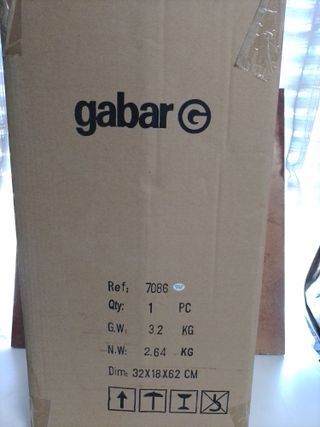 gabar G
Ref: 7086
Qty: 1 PC
G.W. 3.2 KG
N.W: 2.64 KG
Dim: 32X18X62 CM